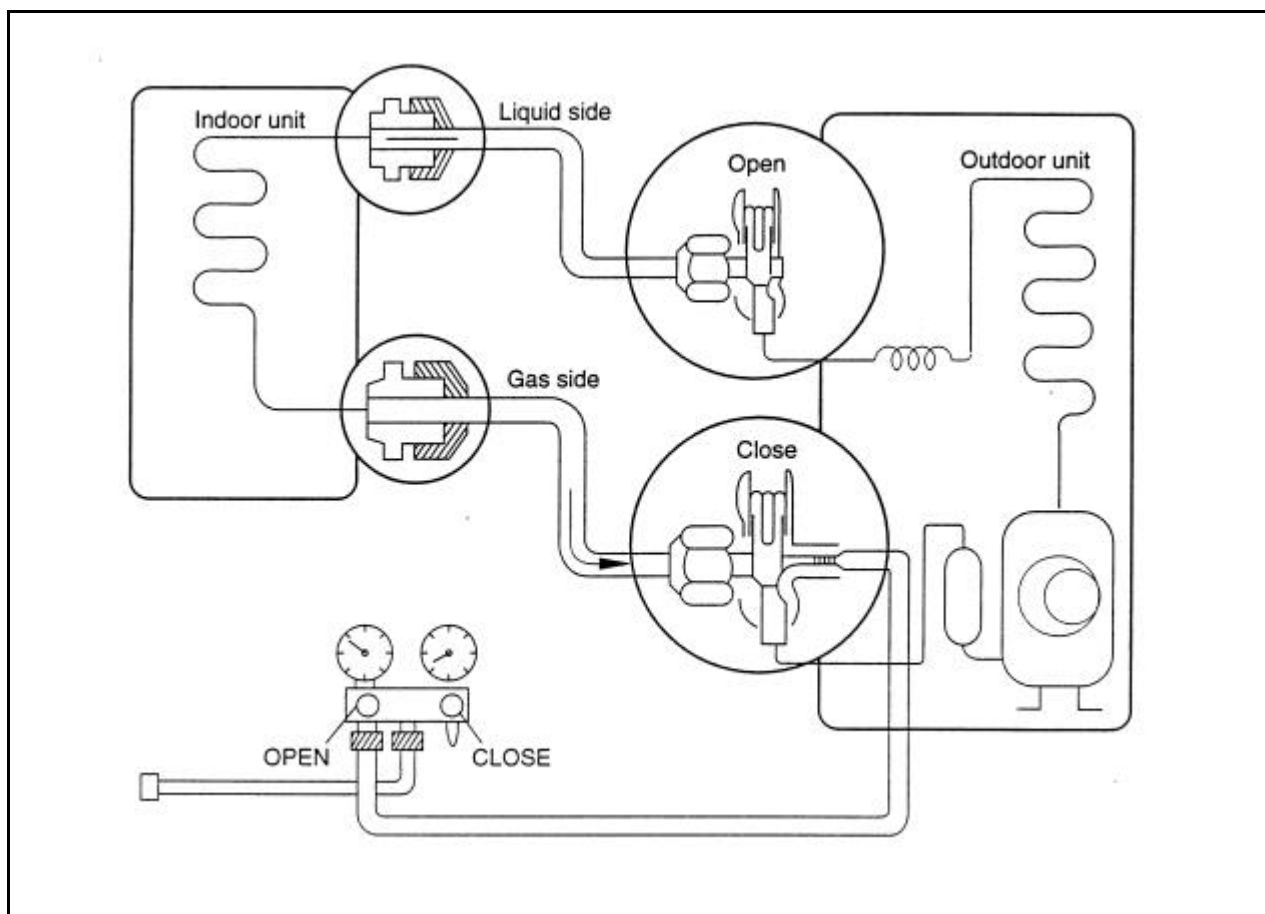 Indoor unit
Liquid side
Open
Outdoor unit
Gas side
Close
OPEN
CLOSE